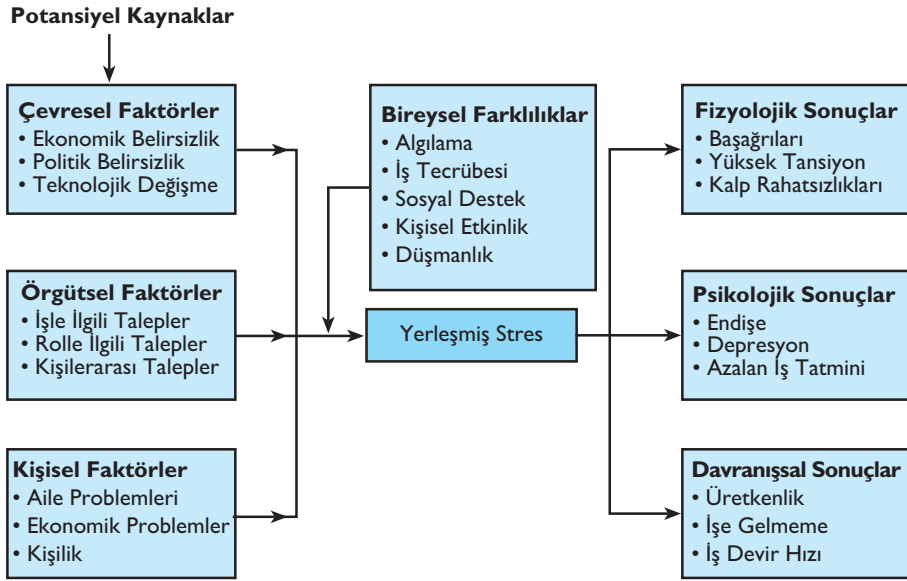 Potansiyel Kaynaklar
Çevresel Faktörler
• Ekonomik Belirsizlik
• Politik Belirsizlik
• Teknolojik Değişme
Örgütsel Faktörler
• İşle İlgili Talepler
• Rolle İlgili Talepler
• Kişilerarası Talepler
Kişisel Faktörler
• Aile Problemleri
• Ekonomik Problemler
• Kişilik
Bireysel Farklılıklar
• Algılama
• İş Tecrübesi
• Sosyal Destek
• Kişisel Etkinlik
• Düşmanlık
Yerleşmiş Stres
Fizyolojik Sonuçlar
• Başağrıları
• Yüksek Tansiyon
• Kalp Rahatsızlıkları
Psikolojik Sonuçlar
• Endişe
• Depresyon
• Azalan İş Tatmini
Davranışsal Sonuçlar
• Üretkenlik
• İşe Gelmeme
• İş Devir Hızı